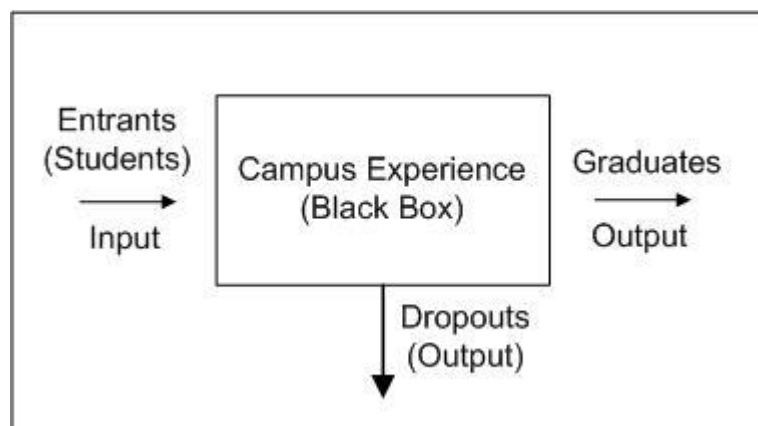 Entrants
(Students)
Input
Campus Experience
(Black Box)
Graduates
Output
Dropouts
(Output)